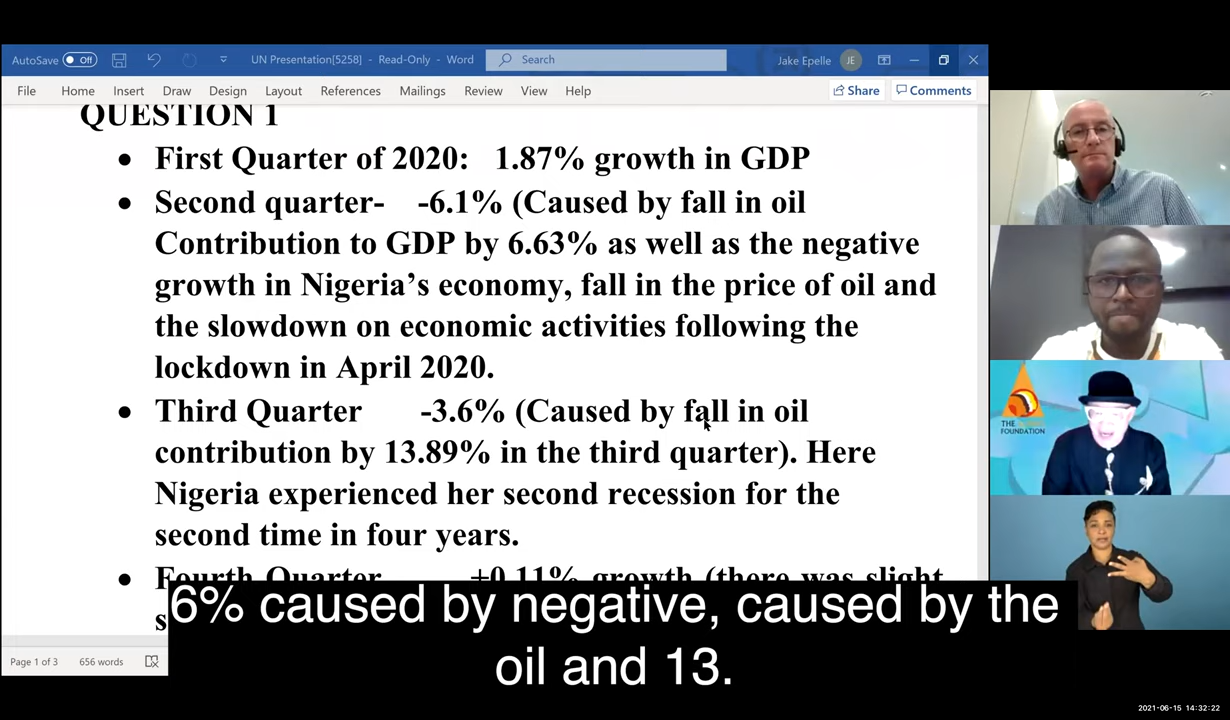 AutoSave Off UN Presentation[5258] - Read-Only - Word Search Jake Epelle JE
File Home Insert Draw Design Layout References Mailings Review View Help Share Comments
QUESTION 1
• First Quarter of 2020: 1.87% growth in GDP
• Second quarter- -6.1% (Caused by fall in oil
Contribution to GDP by 6.63% as well as the negative
growth in Nigeria's economy, fall in the price of oil and
the slowdown on economic activities following the
lockdown in April 2020.
• Third Quarter -3.6% (Caused by fall in oil
contribution by 13.89% in the third quarter). Here
Nigeria experienced her second recession for the
second time in four years.
• Fourth Quarter +0.11% growth (there was slight
s
6% caused by negative, caused by the
oil and 13.
Page 1 of 3 656 words
THE
FOUNDATION
2021-06-15 14:32:22